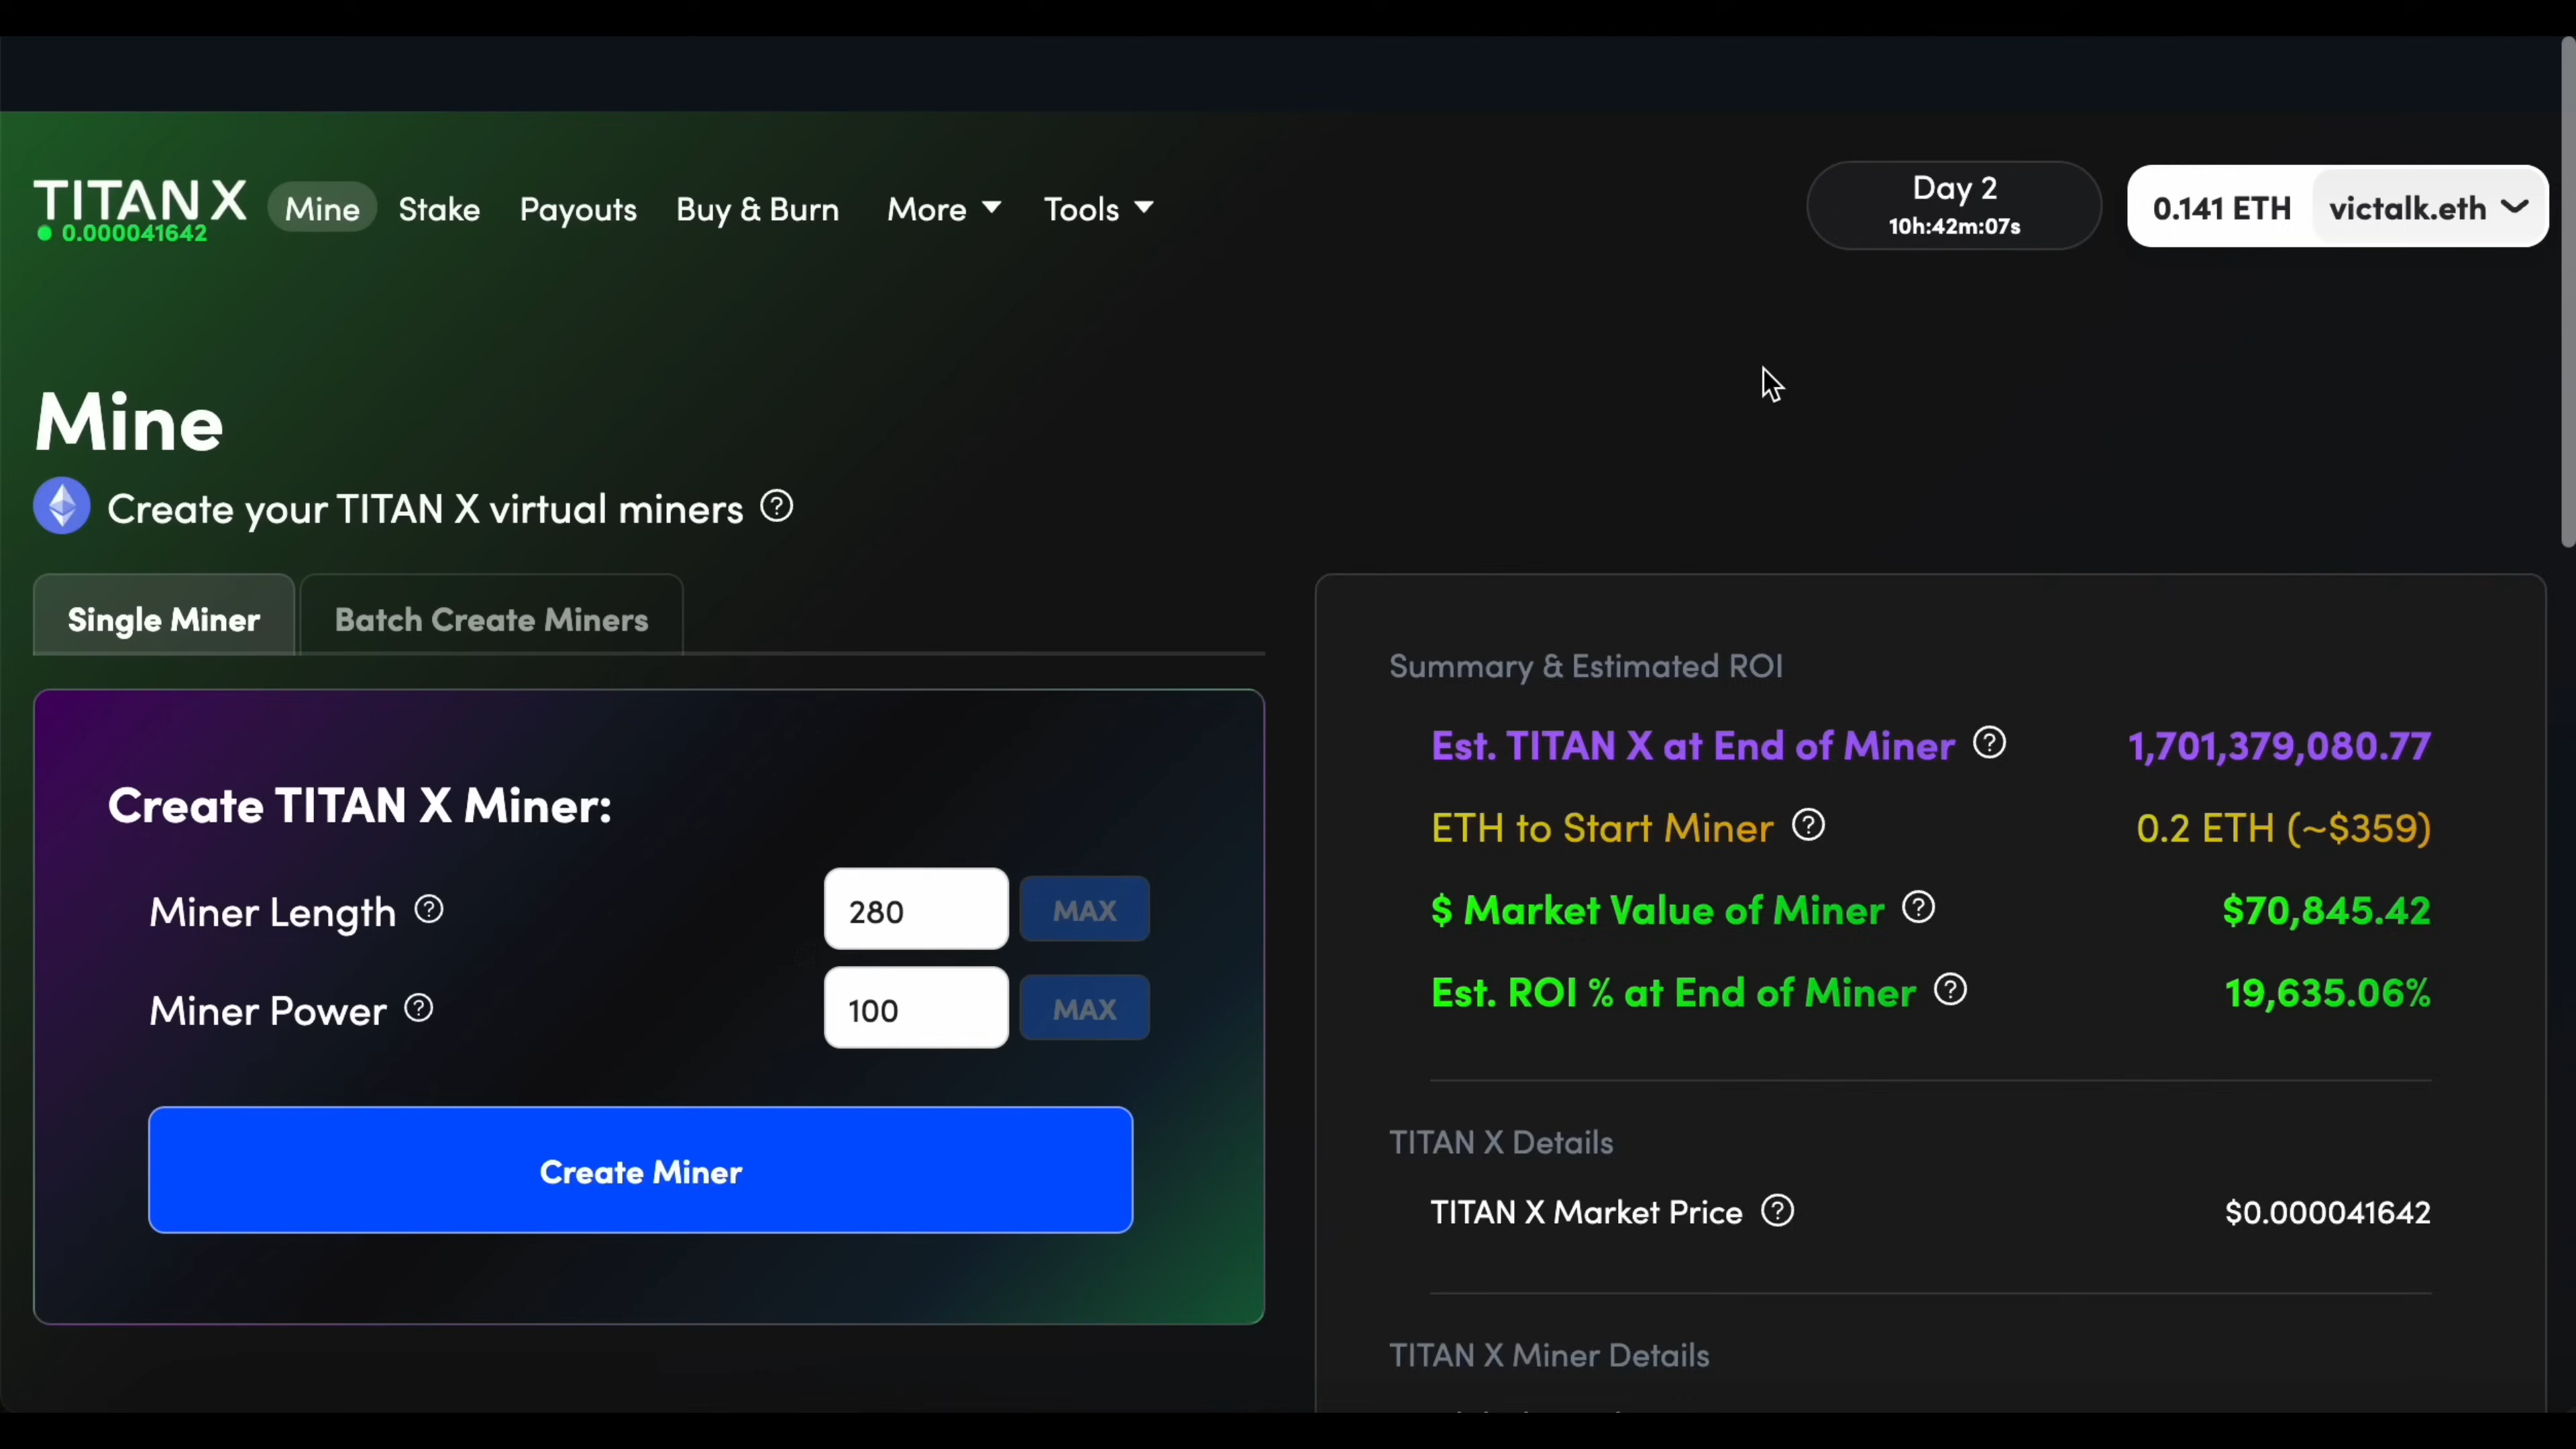 TITAN X
0.000041642
Mine
Stake
Payouts
Buy & Burn
More
Tools
Day 2
10h:42m:07s
0.141 ETH
victalk.eth
Mine
Create your TITAN X virtual miners ?
Single Miner
Batch Create Miners
Create TITAN X Miner:
Miner Length ? 280 MAX
Miner Power ? 100 MAX
Create Miner
Summary & Estimated ROI
Est. TITAN X at End of Miner ? 1,701,379,080.77
ETH to Start Miner ? 0.2 ETH (~$359)
$ Market Value of Miner ? $70,845.42
Est. ROI % at End of Miner ? 19,635.06%
TITAN X Details
TITAN X Market Price ? $0.000041642
TITAN X Miner Details